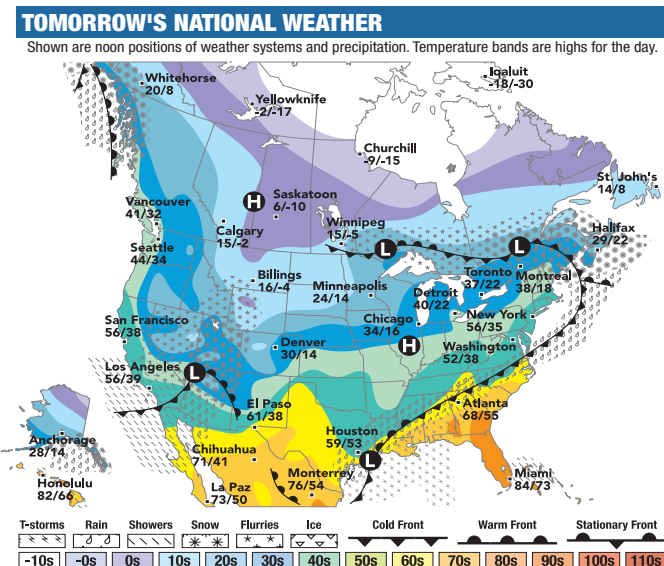 TOMORROW'S NATIONAL WEATHER
Shown are noon positions of weather systems and precipitation. Temperature bands are highs for the day.
Whitehorse
20/8
Iqaluit
-18/-30
Yellowknife
-2/-17
Churchill
-9/-15
St. John's
14/8
Vancouver
41/32
H
Saskatoon
6/-10
Winnipeg
15/-5
Halifax
29/22
Calgary
15/-2
Seattle
44/34
L
L
Billings
16/-4
Minneapolis
24/14
Toronto
37/22
Montreal
38/18
Detroit
40/22
San Francisco
56/38
Chicago
34/16
New York
56/35
Denver
30/14
H
Washington
52/38
Los Angeles
56/39
L
El Paso
61/38
Atlanta
68/55
Anchorage
28/14
Houston
59/53
Chihuahua
71/41
L
Honolulu
82/66
Monterrey
76/54
Miami
84/73
La Paz
73/50
T-storms Rain Showers Snow Flurries Ice Cold Front Warm Front Stationary Front
-10s -0s 0s 10s 20s 30s 40s 50s 60s 70s 80s 90s 100s 110s